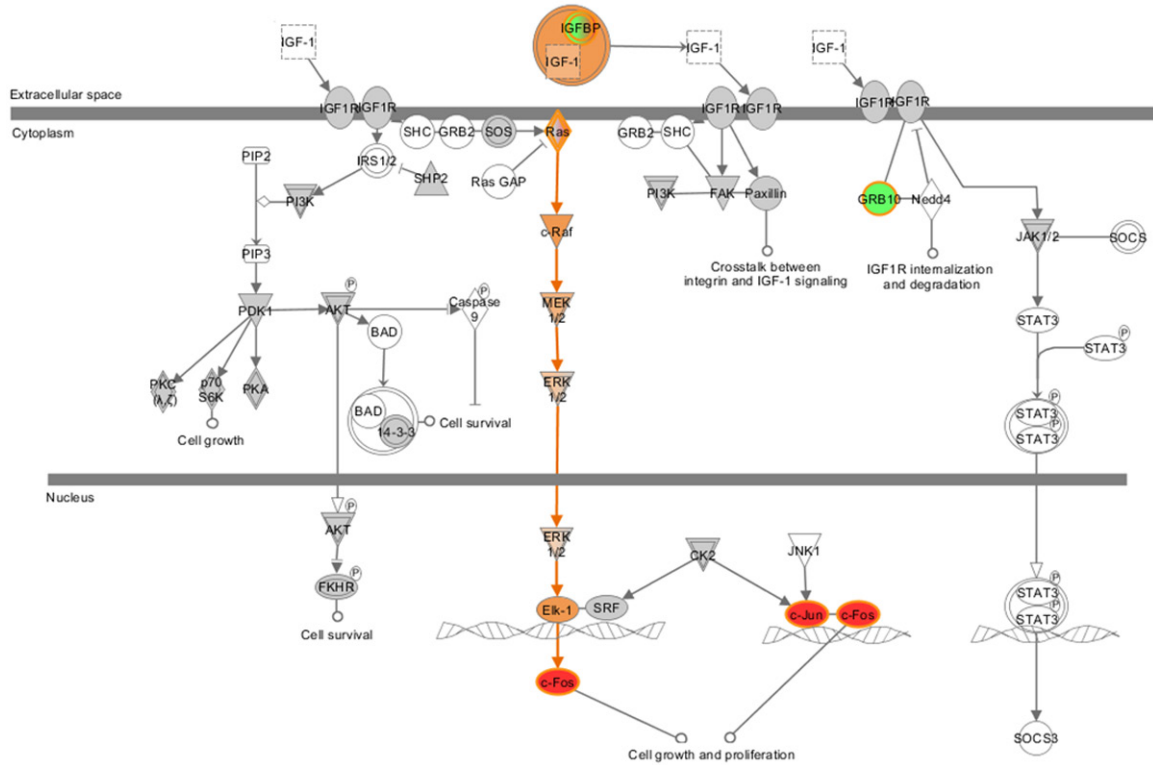 IGFBP
IGF-1
IGF-1
IGF-1
IGF-1
Extracellular space
IGF1R
IGF1R
IGF1R
IGF1R
IGF1R
IGF1R
Cytoplasm
SHC
GRB2
SOS
Ras
GRB2
SHC
PIP2
IRS1/2
SHP2
Ras GAP
PI3K
PI3K
FAK
Paxillin
GRB10
Nedd4
JAK1/2
SOCS
c-Raf
PIP3
Crosstalk between
integrin and IGF-1 signaling
IGF1R internalization
and degradation
P
P
PDK1
AKT
Caspase
9
MEK
1/2
BAD
STAT3
P
STAT3
PKC
(λ,ζ)
p70
S6K
PKA
ERK
1/2
BAD
14-3-3
Cell survival
Cell growth
P
STAT3
P
STAT3
Nucleus
P
AKT
ERK
1/2
CK2
JNK1
P
FKHR
Elk-1
SRF
c-Jun
c-Fos
P
STAT3
P
STAT3
Cell survival
c-Fos
SOCS3
Cell growth and proliferation